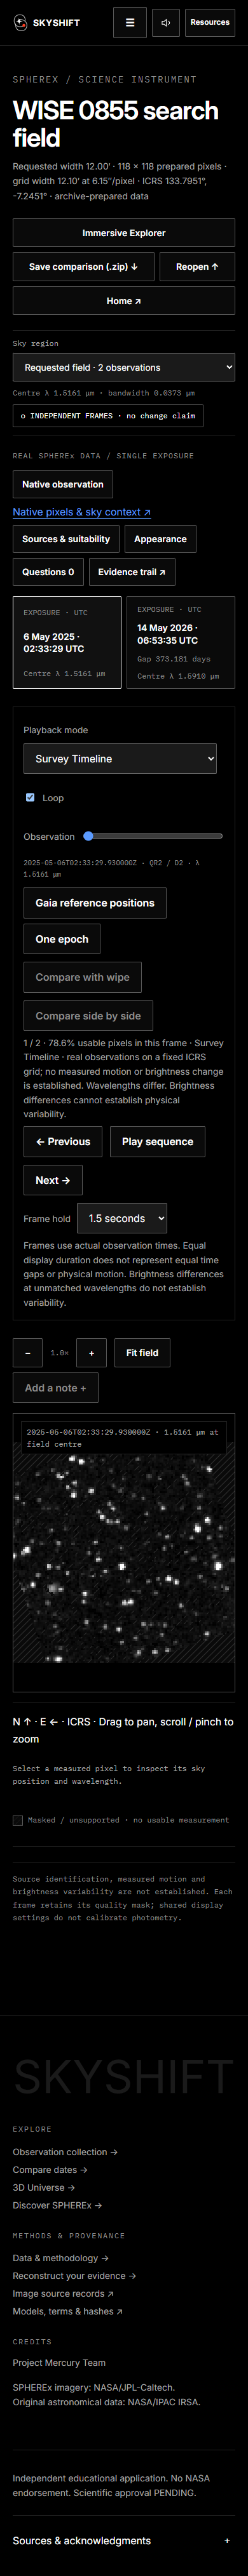 SKYSHIFT
Resources
SPHEREX / SCIENCE INSTRUMENT
WISE 0855 search
field
Requested width 12.00′ · 118 × 118 prepared pixels ·
grid width 12.10′ at 6.15″/pixel · ICRS 133.7951°,
-7.2451° · archive-prepared data
Immersive Explorer
Save comparison (.zip) ↓
Reopen ↑
Home ↗
Sky region
Requested field · 2 observations
Centre λ 1.5161 μm · bandwidth 0.0373 μm
o INDEPENDENT FRAMES · no change claim
REAL SPHEREx DATA / SINGLE EXPOSURE
Native observation
Native pixels & sky context ↗
Sources & suitability
Appearance
Questions 0
Evidence trail ↗
EXPOSURE · UTC
6 May 2025 ·
02:33:29 UTC
Centre λ 1.5161 μm
EXPOSURE · UTC
14 May 2026 ·
06:53:35 UTC
Gap 373.181 days
Centre λ 1.5910 μm
Playback mode
Survey Timeline
Loop
Observation
2025-05-06T02:33:29.930000Z · QR2 / D2 · λ
1.5161 μm
Gaia reference positions
One epoch
Compare with wipe
Compare side by side
1 / 2 · 78.6% usable pixels in this frame · Survey
Timeline · real observations on a fixed ICRS
grid; no measured motion or brightness change
is established. Wavelengths differ. Brightness
differences cannot establish physical
variability.
← Previous
Play sequence
Next →
Frame hold
1.5 seconds
Frames use actual observation times. Equal
display duration does not represent equal time
gaps or physical motion. Brightness differences
at unmatched wavelengths do not establish
variability.
−
1.0×
+
Fit field
Add a note +
2025-05-06T02:33:29.930000Z · 1.5161 μm at
field centre
N ↑ · E ← · ICRS · Drag to pan, scroll / pinch to
zoom
Select a measured pixel to inspect its sky
position and wavelength.
Masked / unsupported · no usable measurement
Source identification, measured motion and
brightness variability are not established. Each
frame retains its quality mask; shared display
settings do not calibrate photometry.
SKYSHIFT
EXPLORE
Observation collection →
Compare dates →
3D Universe →
Discover SPHEREx →
METHODS & PROVENANCE
Data & methodology →
Reconstruct your evidence →
Image source records ↗
Models, terms & hashes ↗
CREDITS
Project Mercury Team
SPHEREx imagery: NASA/JPL-Caltech.
Original astronomical data: NASA/IPAC IRSA.
Independent educational application. No NASA
endorsement. Scientific approval PENDING.
Sources & acknowledgments +